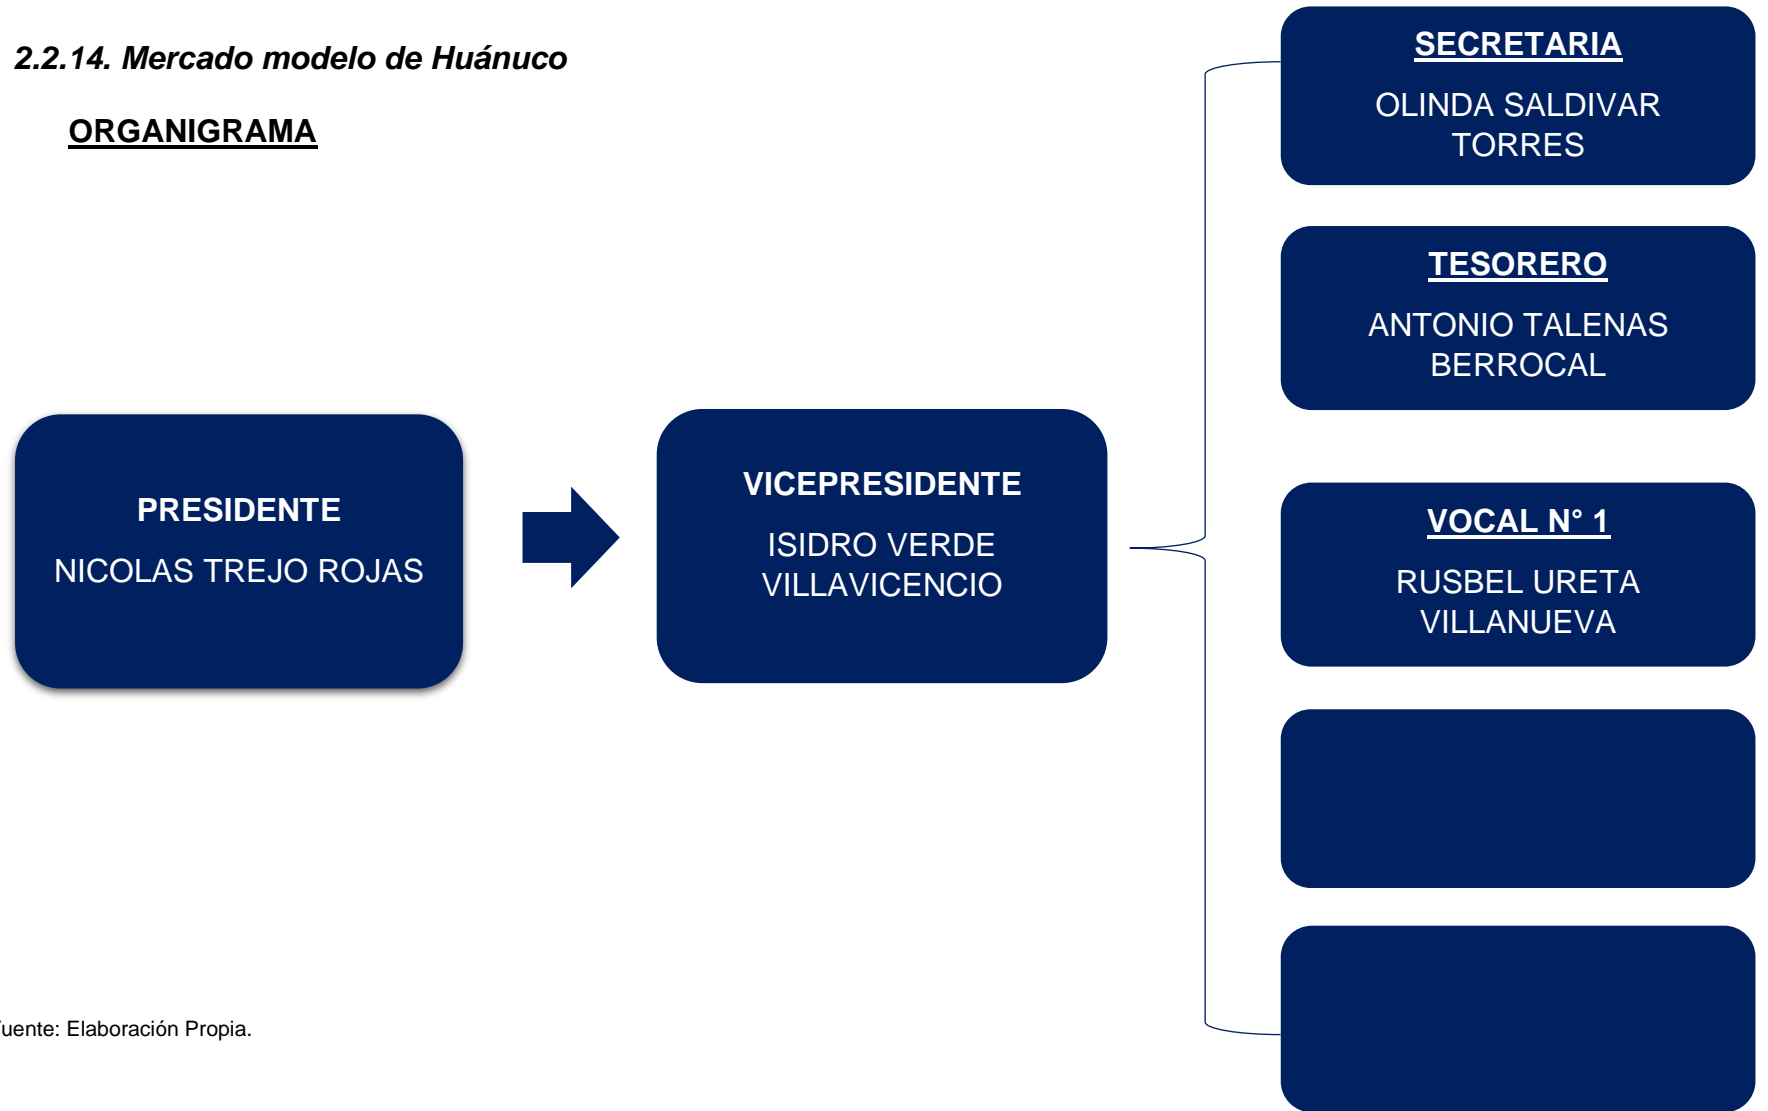 2.2.14. Mercado modelo de Huánuco
ORGANIGRAMA
PRESIDENTE
NICOLAS TREJO ROJAS
VICEPRESIDENTE
ISIDRO VERDE
VILLAVICENCIO
SECRETARIA
OLINDA SALDIVAR
TORRES
TESORERO
ANTONIO TALENAS
BERROCAL
VOCAL N° 1
RUSBEL URETA
VILLANUEVA
uente: Elaboración Propia.